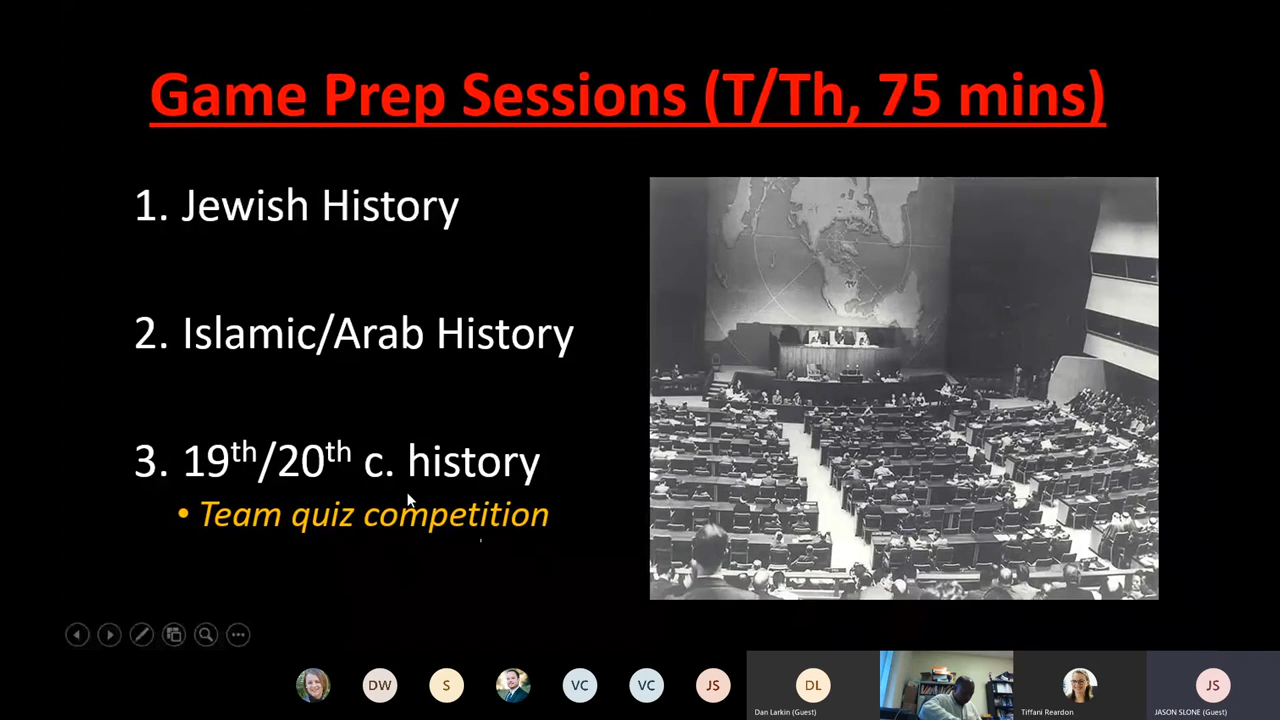 Game Prep Sessions (T/Th, 75 mins)
1. Jewish History
2. Islamic/Arab History
3. 19th/20th c. history
• Team quiz competition
DW
S
VC
VC
JS
DL
JS
Dan Larkin (Guest)
Tiffani Reardon
JASON SLONE (Guest)